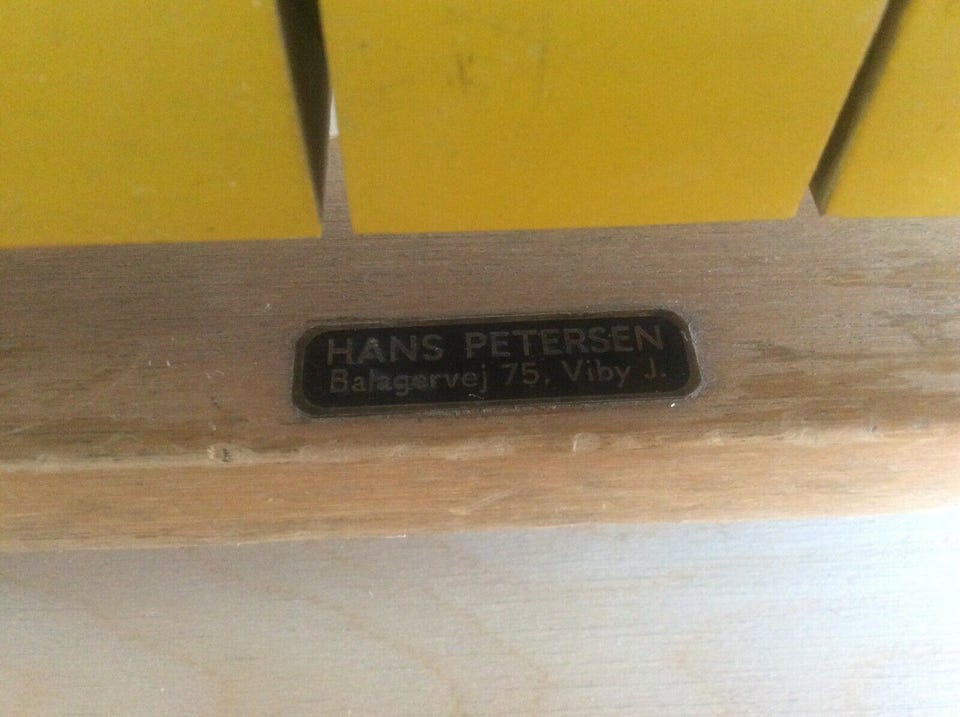 HANS PETERSEN
Balagervej 75, Viby J.